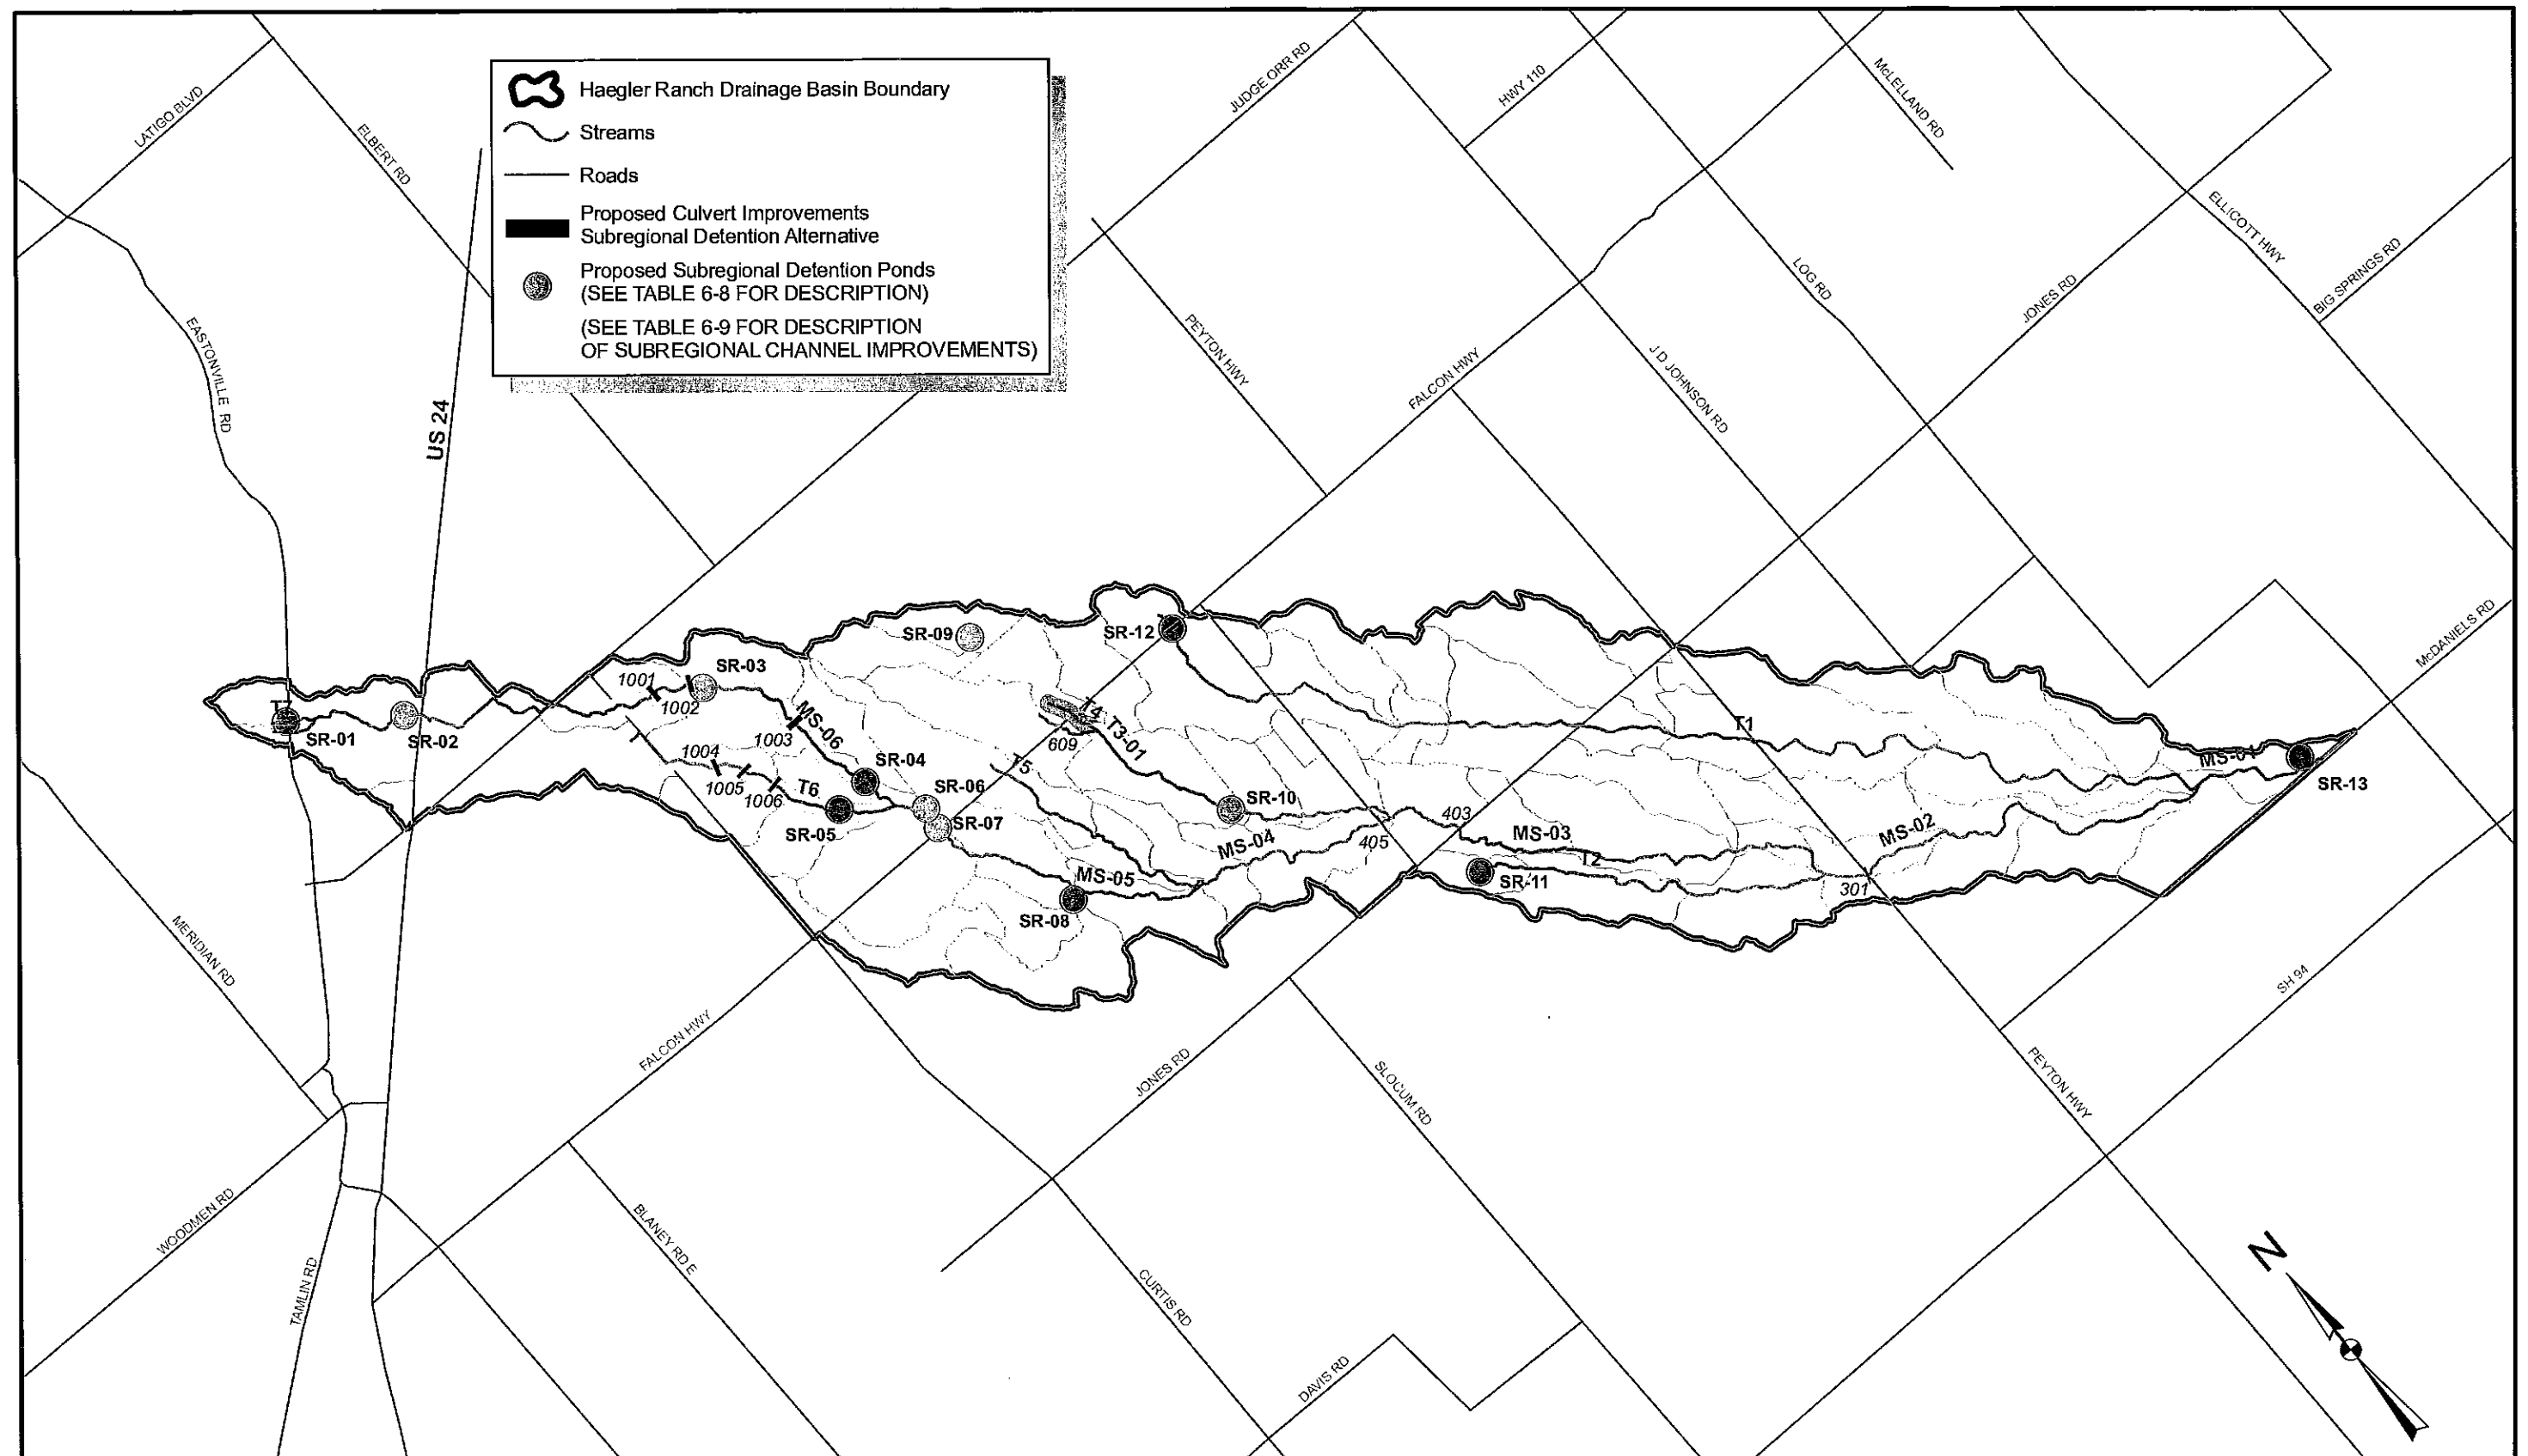 Haegler Ranch Drainage Basin Boundary
Streams
Roads
Proposed Culvert Improvements
Subregional Detention Alternative
Proposed Subregional Detention Ponds
(SEE TABLE 6-8 FOR DESCRIPTION)
(SEE TABLE 6-9 FOR DESCRIPTION
OF SUBREGIONAL CHANNEL IMPROVEMENTS)
LATIGO BLVD
ELBERT RD
EASTONVILLE RD
US 24
JUDGE ORR RD
HWY 110
McLELLAND RD
ELLICOTT HWY
BIG SPRINGS RD
LOG RD
JONES RD
PEYTON HWY
FALCON HWY
J D JOHNSON RD
McDANIELS RD
SR-09
SR-12
SR-03
1001
1002
T7
SR-01
SR-02
1003
MS-06
1004
1005
1006
T6
SR-04
SR-05
SR-06
SR-07
T4
T3-01
609
T5
SR-10
403
405
MS-03
MS-04
MS-05
SR-08
T2
SR-11
T1
MS-02
301
MS-01
SR-13
MERIDIAN RD
FALCON HWY
JONES RD
SLOCUM RD
PEYTON HWY
SH 94
WOODMEN RD
TAMLIN RD
BLANEY RD E
CURTIS RD
DAVIS RD
N